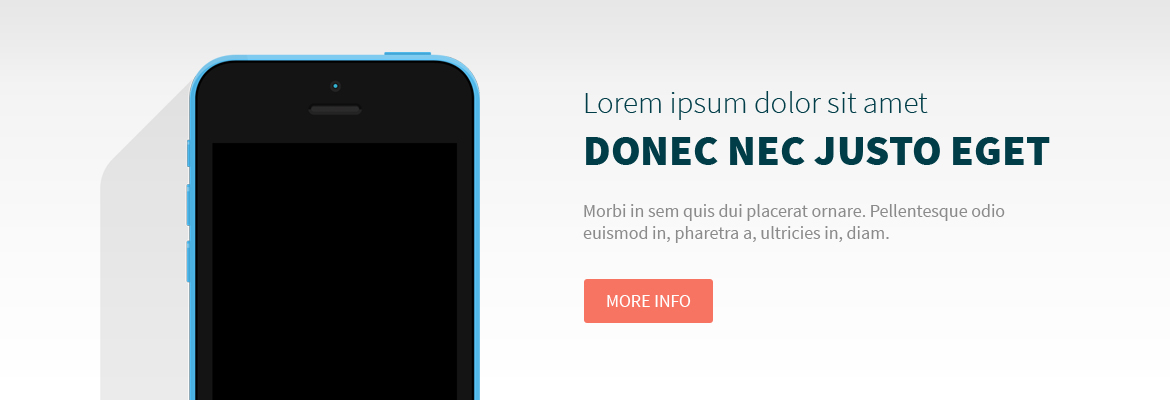 Lorem ipsum dolor sit amet
DONEC NEC JUSTO EGET
Morbi in sem quis dui placerat ornare. Pellentesque odio
euismod in, pharetra a, ultricies in, diam.
MORE INFO